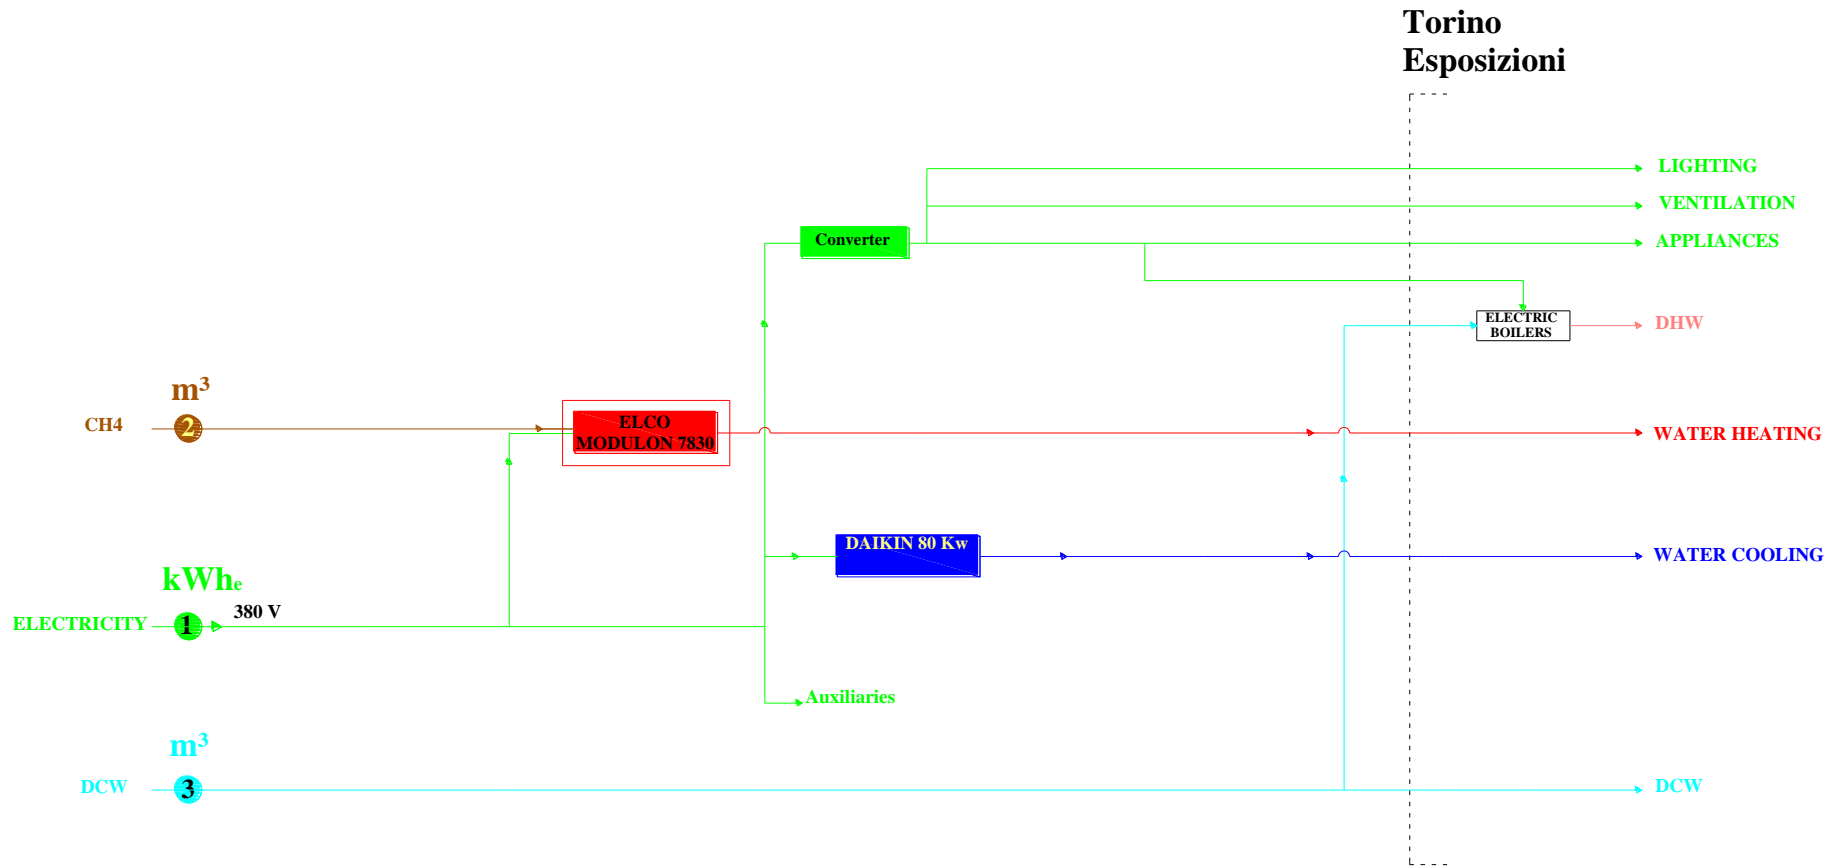 Torino
Esposizioni
LIGHTING
VENTILATION
Converter
APPLIANCES
ELECTRIC
BOILERS
DHW
m³
CH4
2
ELCO
MODULON 7830
WATER HEATING
DAIKIN 80 Kw
WATER COOLING
kWhe
380 V
ELECTRICITY
1
Auxiliaries
m³
DCW
3
DCW